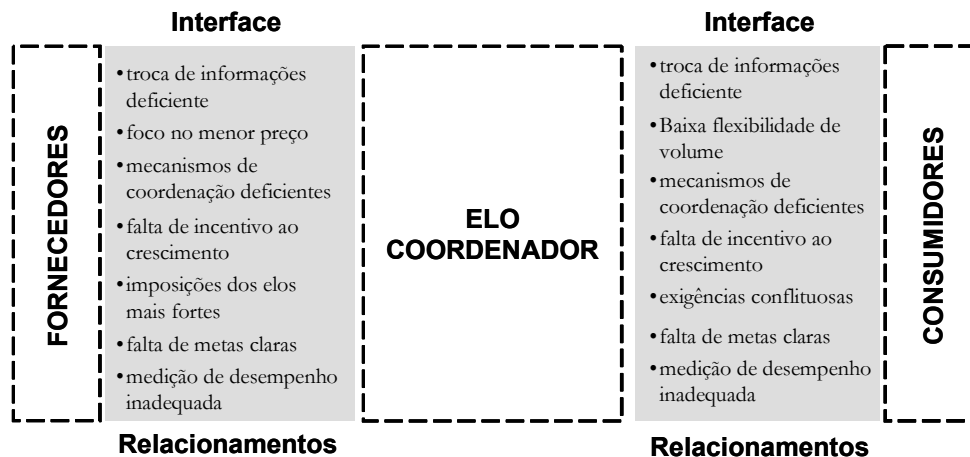 Interface
FORNECEDORES
•troca de informações
deficiente
•foco no menor preço
•mecanismos de
coordenação deficientes
•falta de incentivo ao
crescimento
•imposições dos elos
mais fortes
•falta de metas claras
•medição de desempenho
inadequada
Relacionamentos
ELO
COORDENADOR
Interface
•troca de informações
deficiente
•Baixa flexibilidade de
volume
•mecanismos de
coordenação deficientes
•falta de incentivo ao
crescimento
•exigências conflituosas
•falta de metas claras
•medição de desempenho
inadequada
Relacionamentos
CONSUMIDORES